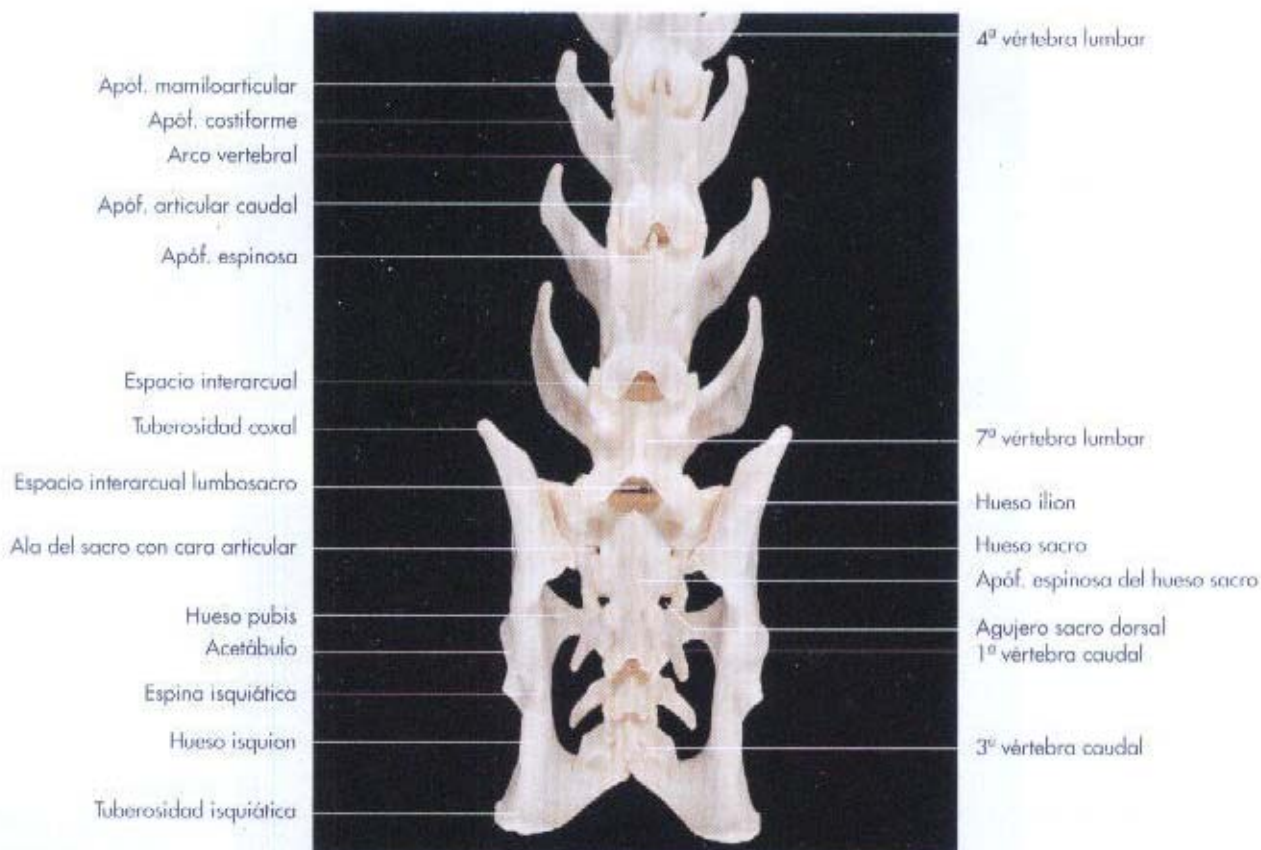 4ª vértebra lumbar
Apóf. mamiloarticular
Apóf. costiforme
Arco vertebral
Apóf. articular caudal
Apóf. espinosa
Espacio interarcual
Tuberosidad coxal
7ª vértebra lumbar
Espacio interarcual lumbosacro
Hueso ílion
Ala del sacro con cara articular
Hueso sacro
Apóf. espinosa del hueso sacro
Hueso pubis
Agujero sacro dorsal
Acetábulo
1ª vértebra caudal
Espina isquiática
Hueso isquion
3ª vértebra caudal
Tuberosidad isquiática